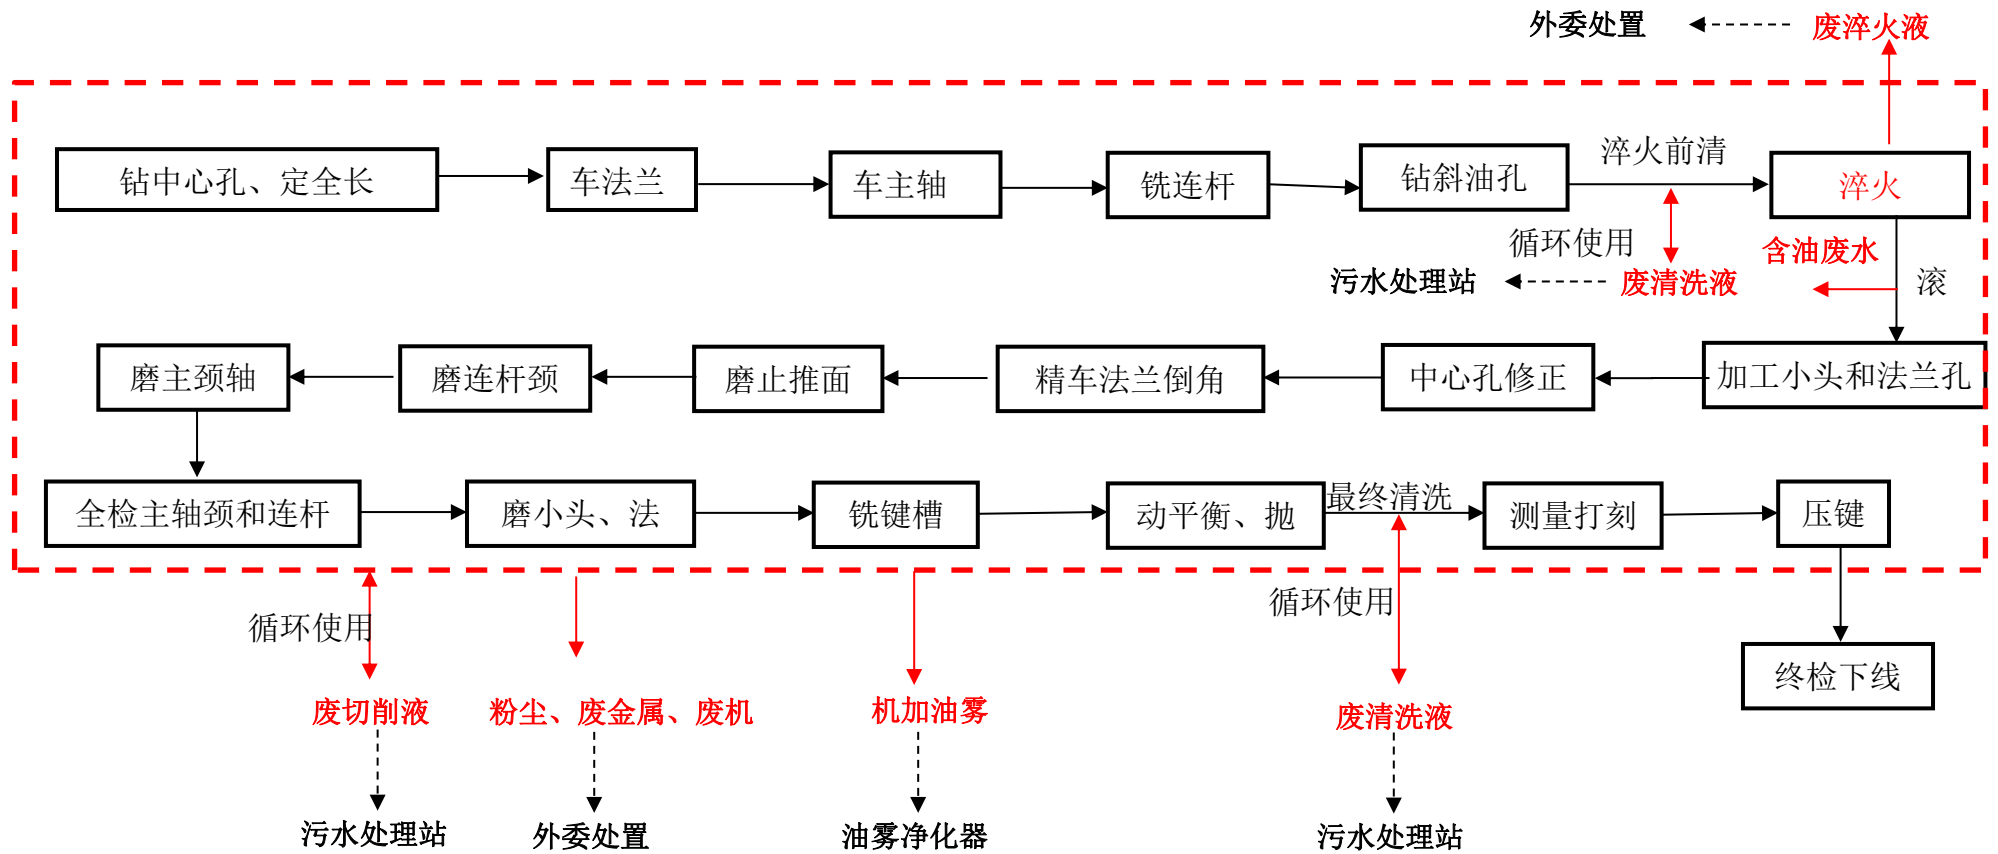 外委处置
废淬火液
钻中心孔、定全长
车法兰
车主轴
铣连杆
钻斜油孔
淬火前清
淬火
循环使用
含油废水
污水处理站
废清洗液
滚
磨主颈轴
磨连杆颈
磨止推面
精车法兰倒角
中心孔修正
加工小头和法兰孔
全检主轴颈和连杆
磨小头、法
铣键槽
动平衡、抛
最终清洗
测量打刻
压键
循环使用
循环使用
终检下线
废切削液
粉尘、废金属、废机
机加油雾
废清洗液
污水处理站
外委处置
油雾净化器
污水处理站